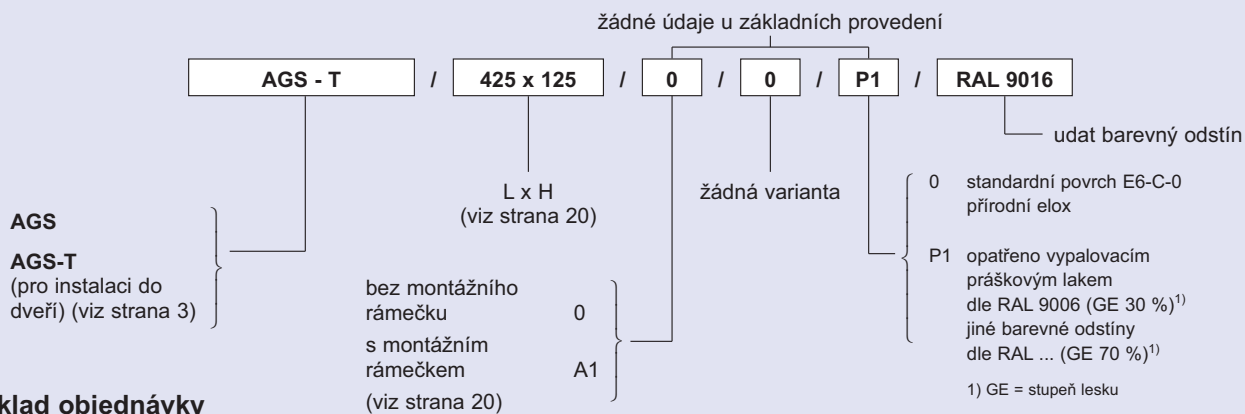 žádné údaje u základních provedení
AGS - T / 425 x 125 / 0 / 0 / P1 / RAL 9016
udat barevný odstín
L x H
(viz strana 20)
žádná varianta
0 standardní povrch E6-C-0
přírodní elox
P1 opatřeno vypalovacím
práškovým lakem
dle RAL 9006 (GE 30 %)1)
jiné barevné odstíny
dle RAL ... (GE 70 %)1)
1) GE = stupeň lesku
AGS
AGS-T
(pro instalaci do
dveří) (viz strana 3)
bez montážního
rámečku 0
s montážním
rámečkem A1
(viz strana 20)
klad objednávky